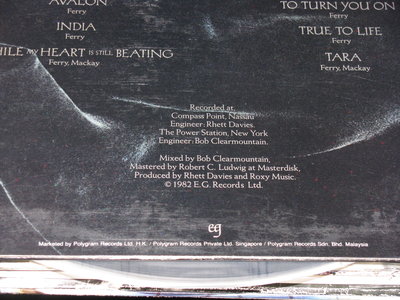 AVALON
Ferry
INDIA
Ferry
WHILE MY HEART IS STILL BEATING
Ferry, Mackay
TO TURN YOU ON
Ferry
TRUE TO LIFE
Ferry
TARA
Ferry, Mackay
Recorded at,
Compass Point, Nassau
Engineer: Rhett Davies.
The Power Station, New York
Engineer: Bob Clearmountain.
Mixed by Bob Clearmountain,
Mastered by Robert C. Ludwig at Masterdisk,
Produced by Rhett Davies and Roxy Music.
© 1982 E.G. Records Ltd.
eg
Marketed by Polygram Records Ltd. H.K. / Polygram Records Private Ltd. Singapore / Polygram Records Sdn. Bhd. Malaysia